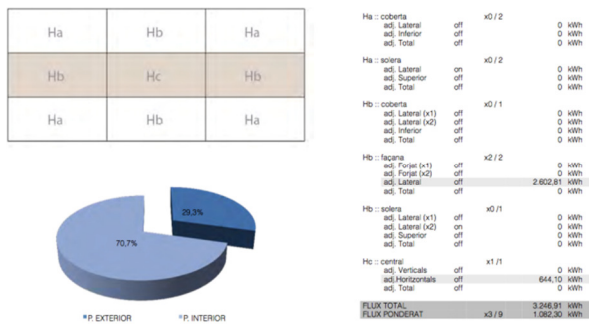 Ha Hb Ha
Hb Hc Hb
Ha Hb Ha
29,3%
70,7%
P. EXTERIOR P. INTERIOR
Ha :: coberta x0 / 2
adj. Lateral off 0 kWh
adj. Inferior off 0 kWh
adj. Total off 0 kWh
Ha :: solera x0 / 2
adj. Lateral on 0 kWh
adj. Superior off 0 kWh
adj. Total off 0 kWh
Hb :: coberta x0 / 1
adj. Lateral (x1) off 0 kWh
adj. Lateral (x2) off 0 kWh
adj. Inferior off 0 kWh
adj. Total off 0 kWh
Hb :: façana x2 / 2
adj. Forjat (x1) off 0 kWh
adj. Forjat (x2) off 0 kWh
adj. Lateral off 2.602,81 kWh
adj. Total off 0 kWh
Hb :: solera x0 /1
adj. Lateral (x1) off 0 kWh
adj. Lateral (x2) on 0 kWh
adj. Superior off 0 kWh
adj. Total off 0 kWh
Hc :: central x1 /1
adj. Verticals off 0 kWh
adj.Horitzontals off 644,10 kWh
adj. Total off 0 kWh
FLUX TOTAL 3.246,91 kWh
FLUX PONDERAT x3 / 9 1.082,30 kWh